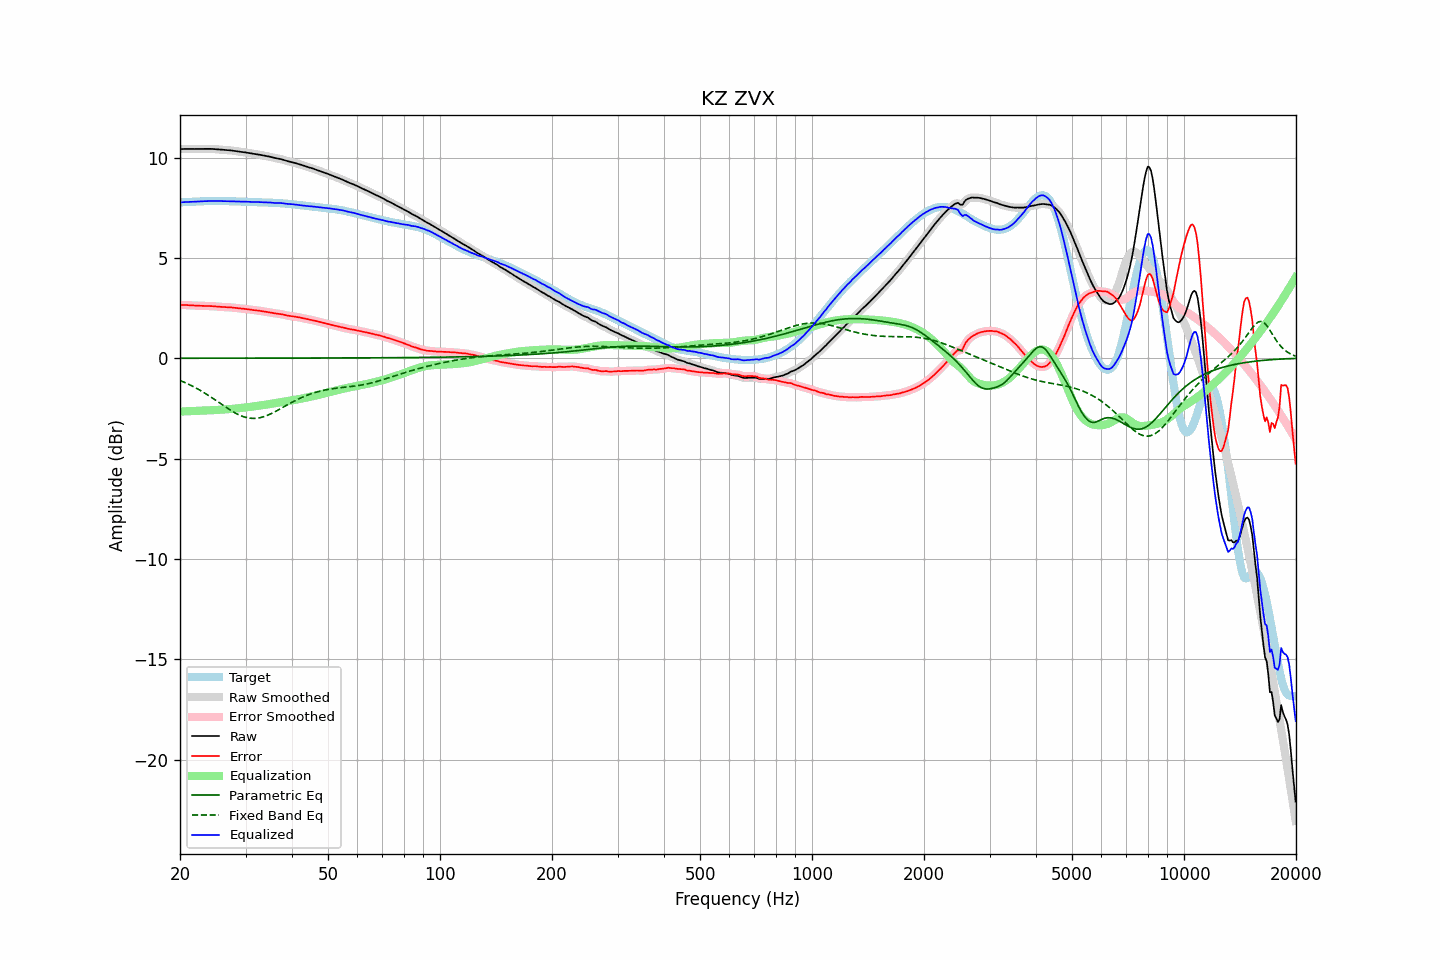 KZ ZVX
Amplitude (dBr)
10
5
0
−5
−10
−15
−20
Target
Raw Smoothed
Error Smoothed
Raw
Error
Equalization
Parametric Eq
Fixed Band Eq
Equalized
20 50 100 200 500 1000 2000 5000 10000 20000
Frequency (Hz)